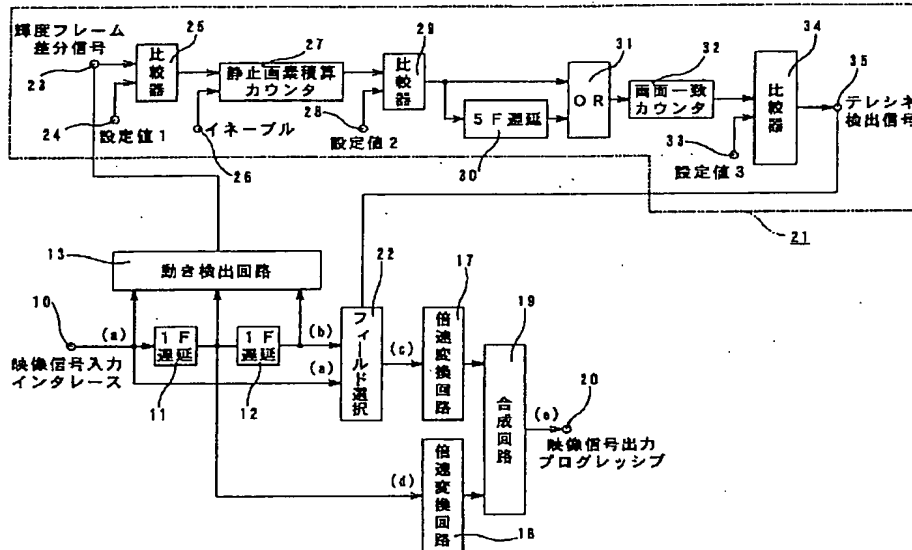 輝度フレーム
差分信号
23
24
設定値1
25
比較器
27
静止画素積算
カウンタ
イネーブル
26
28
設定値2
29
比較器
5F遅延
30
31
OR
32
画面一致
カウンタ
33
設定値3
34
比較器
35
テレシネ
検出信号
21
13
動き検出回路
10
(a)
映像信号入力
インタレース
1F
遅延
11
1F
遅延
12
(b)
(a)
22
フィールド選択
(c)
17
倍速変換回路
(d)
倍速変換回路
18
19
合成回路
(e)
20
映像信号出力
プログレッシブ